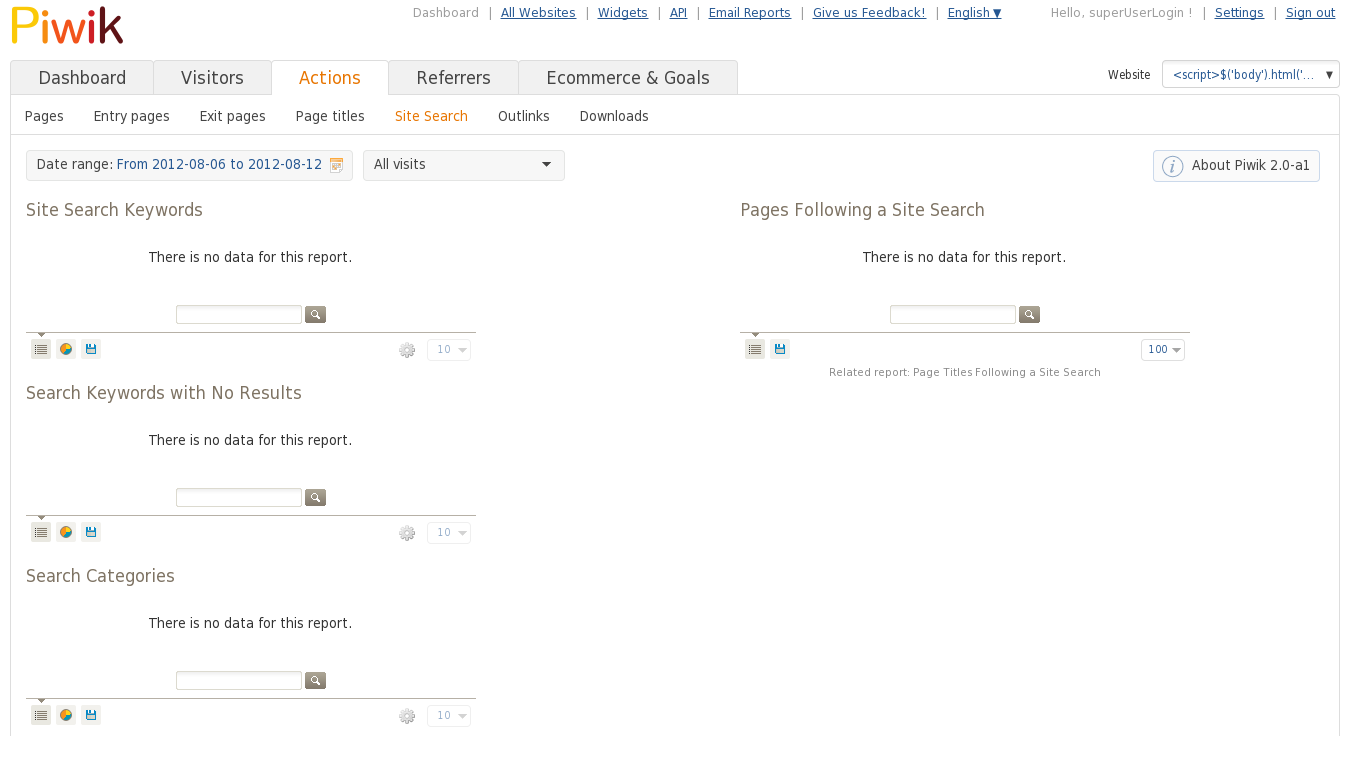 Piwik
Dashboard | All Websites | Widgets | API | Email Reports | Give us Feedback! | English ▼ Hello, superUserLogin ! | Settings | Sign out
Dashboard Visitors Actions Referrers Ecommerce & Goals
Website <script>$('body').html('... ▼
Pages Entry pages Exit pages Page titles Site Search Outlinks Downloads
Date range: From 2012-08-06 to 2012-08-12 All visits
About Piwik 2.0-a1
Site Search Keywords
There is no data for this report.
10
Search Keywords with No Results
There is no data for this report.
10
Search Categories
There is no data for this report.
10
Pages Following a Site Search
There is no data for this report.
100
Related report: Page Titles Following a Site Search